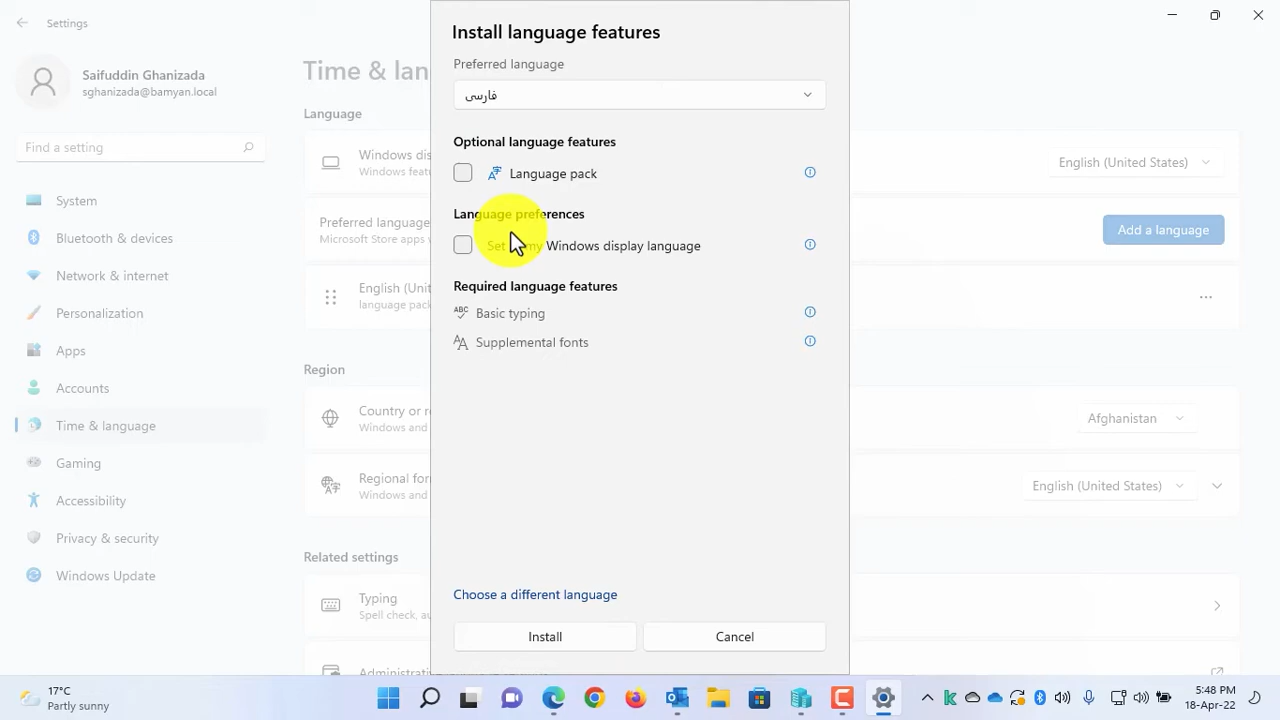 Settings
Saifuddin Ghanizada
sghanizada@bamyan.local
Find a setting
System
Bluetooth & devices
Network & internet
Personalization
Apps
Accounts
Time & language
Gaming
Accessibility
Privacy & security
Windows Update
Time & lan
Language
Windows dis
Windows feat
English (United States)
Preferred language
Microsoft Store apps
Add a language
English (Unit
language pack
Region
Country or re
Windows and
Afghanistan
Regional for
Windows and
English (United States)
Related settings
Typing
Spell check, au
Administrati
Install language features
Preferred language
فارسی
Optional language features
Language pack
Language preferences
Set my Windows display language
Required language features
Basic typing
Supplemental fonts
Choose a different language
Install
Cancel
17°C
Partly sunny
5:48 PM
18-Apr-22